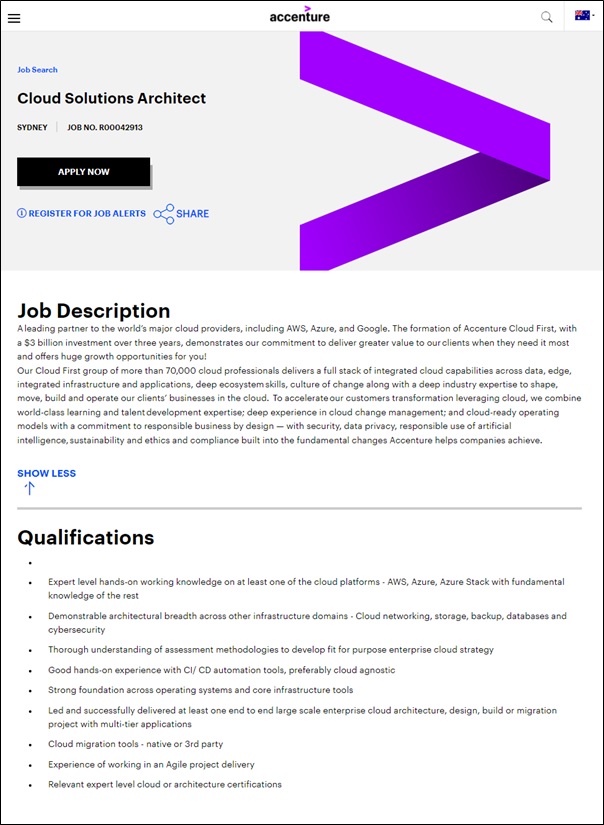 accenture
Job Search
Cloud Solutions Architect
SYDNEY JOB NO. R00042913
APPLY NOW
REGISTER FOR JOB ALERTS SHARE
Job Description
A leading partner to the world's major cloud providers, including AWS, Azure, and Google. The formation of Accenture Cloud First, with
a $3 billion investment over three years, demonstrates our commitment to deliver greater value to our clients when they need it most
and offers huge growth opportunities for you!
Our Cloud First group of more than 70,000 cloud professionals delivers a full stack of integrated cloud capabilities across data, edge,
integrated infrastructure and applications, deep ecosystem skills, culture of change along with a deep industry expertise to shape,
move, build and operate our clients' businesses in the cloud. To accelerate our customers transformation leveraging cloud, we combine
world-class learning and talent development expertise; deep experience in cloud change management; and cloud-ready operating
models with a commitment to responsible business by design — with security, data privacy, responsible use of artificial
intelligence, sustainability and ethics and compliance built into the fundamental changes Accenture helps companies achieve.
SHOW LESS
Qualifications
•
• Expert level hands-on working knowledge on at least one of the cloud platforms - AWS, Azure, Azure Stack with fundamental
knowledge of the rest
• Demonstrable architectural breadth across other infrastructure domains - Cloud networking, storage, backup, databases and
cybersecurity
• Thorough understanding of assessment methodologies to develop fit for purpose enterprise cloud strategy
• Good hands-on experience with CI/ CD automation tools, preferably cloud agnostic
• Strong foundation across operating systems and core infrastructure tools
• Led and successfully delivered at least one end to end large scale enterprise cloud architecture, design, build or migration
project with multi-tier applications
• Cloud migration tools - native or 3rd party
• Experience of working in an Agile project delivery
• Relevant expert level cloud or architecture certifications